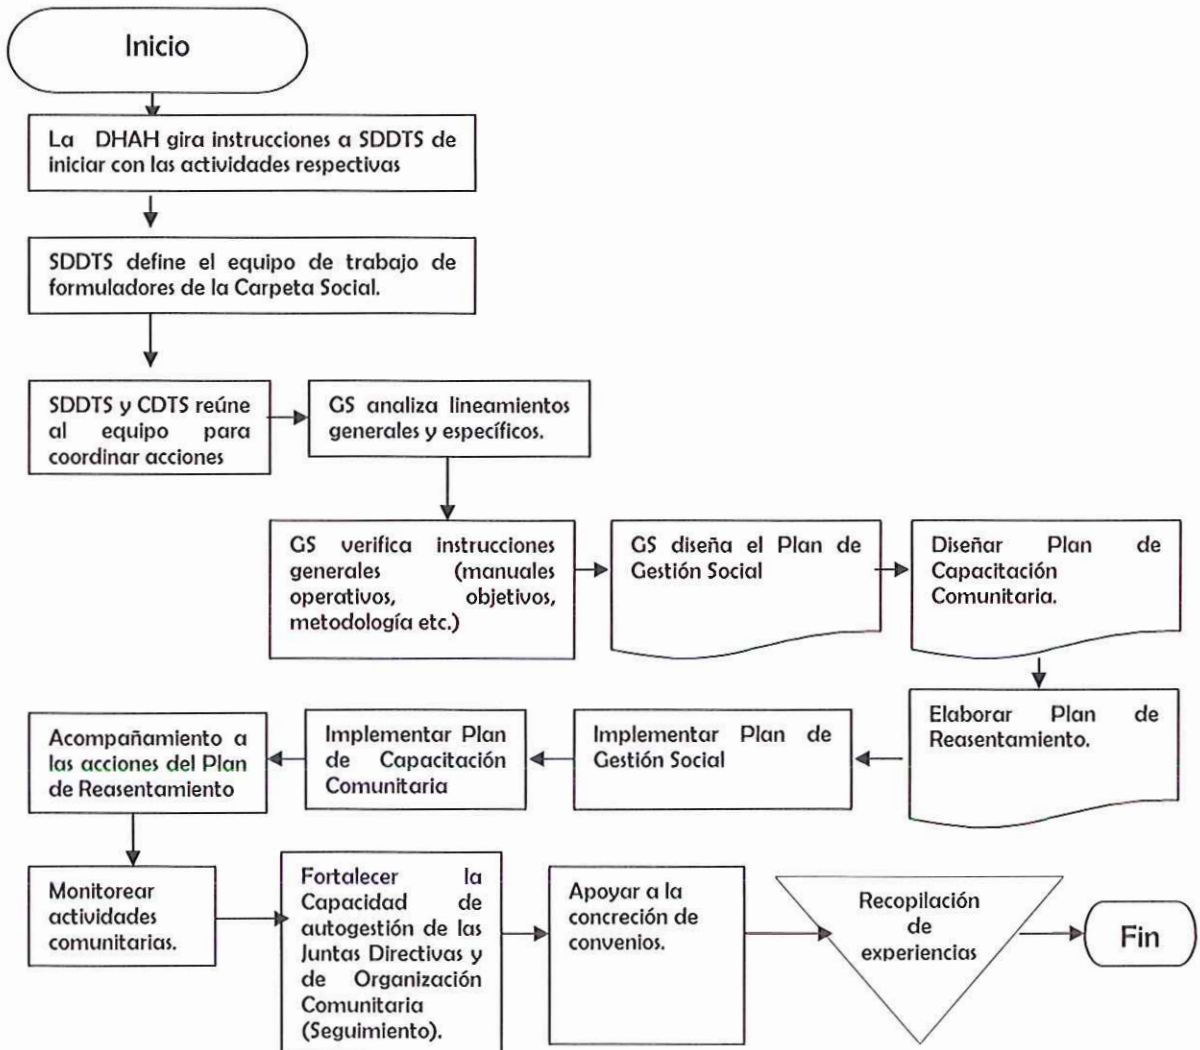 Inicio
La DHAH gira instrucciones a SDDTS de
iniciar con las actividades respectivas
SDDTS define el equipo de trabajo de
formuladores de la Carpeta Social.
SDDTS y CDTS reúne
al equipo para
coordinar acciones
GS analiza lineamientos
generales y específicos.
GS verifica instrucciones
generales (manuales
operativos, objetivos,
metodología etc.)
GS diseña el Plan de
Gestión Social
Diseñar Plan de
Capacitación
Comunitaria.
Elaborar Plan de
Reasentamiento.
Implementar Plan de
Gestión Social
Implementar Plan
de Capacitación
Comunitaria
Acompañamiento a
las acciones del Plan
de Reasentamiento
Monitorear
actividades
comunitarias.
Fortalecer la
Capacidad de
autogestión de las
Juntas Directivas y
de Organización
Comunitaria
(Seguimiento).
Apoyar a la
concreción de
convenios.
Recopilación
de
experiencias
Fin